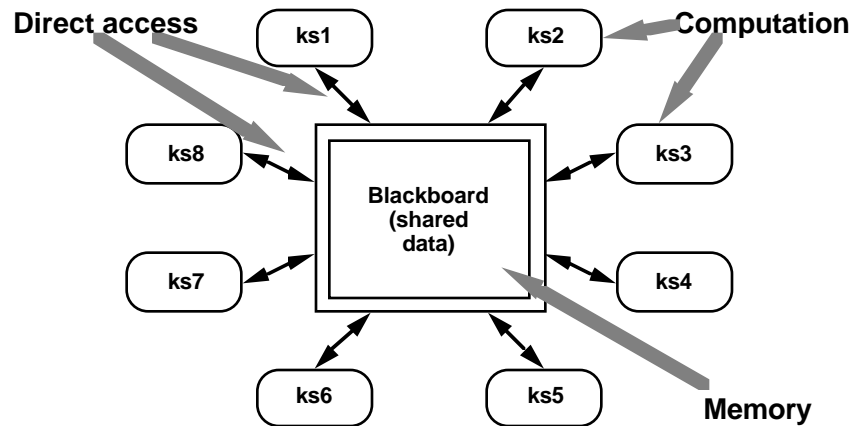 Direct access
ks1
ks2
Computation
ks8
ks3
Blackboard
(shared
data)
ks7
ks4
ks6
ks5
Memory